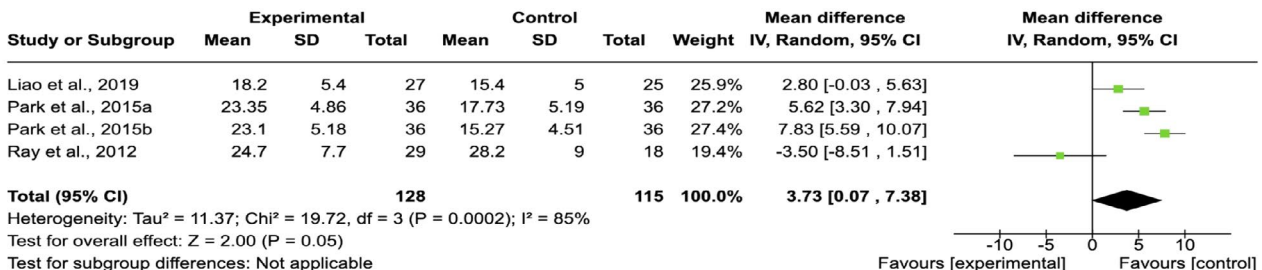 Experimental Control Mean difference Mean difference
Study or Subgroup Mean SD Total Mean SD Total Weight IV, Random, 95% CI IV, Random, 95% CI
Liao et al., 2019 18.2 5.4 27 15.4 5 25 25.9% 2.80 [-0.03 , 5.63]
Park et al., 2015a 23.35 4.86 36 17.73 5.19 36 27.2% 5.62 [3.30 , 7.94]
Park et al., 2015b 23.1 5.18 36 15.27 4.51 36 27.4% 7.83 [5.59 , 10.07]
Ray et al., 2012 24.7 7.7 29 28.2 9 18 19.4% -3.50 [-8.51 , 1.51]
Total (95% CI) 128 115 100.0% 3.73 [0.07 , 7.38]
Heterogeneity: Tau² = 11.37; Chi² = 19.72, df = 3 (P = 0.0002); I² = 85%
Test for overall effect: Z = 2.00 (P = 0.05)
-10 -5 0 5 10
Test for subgroup differences: Not applicable
Favours [experimental] Favours [control]